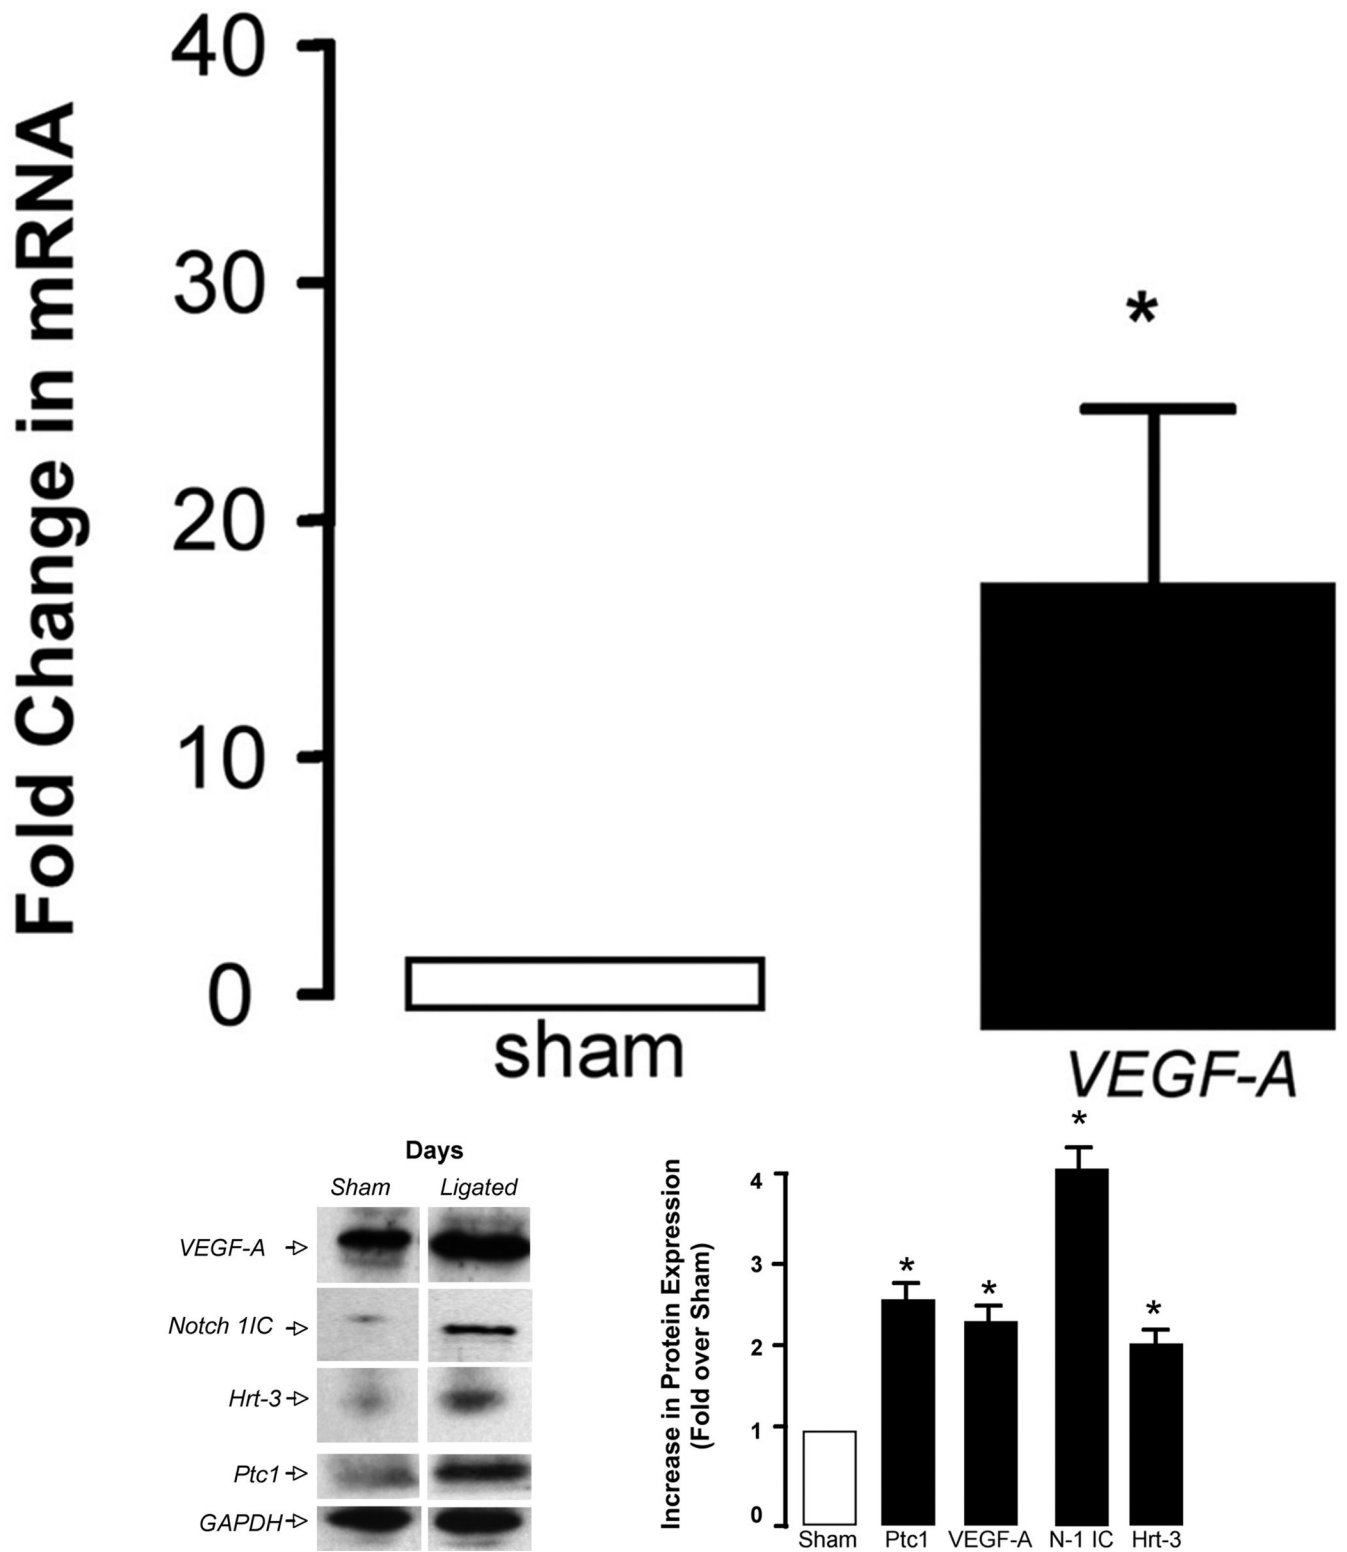 Fold Change in mRNA
40
30
20
10
0
*
sham
VEGF-A
Days
Sham Ligated
VEGF-A
Notch 1IC
Hrt-3
Ptc1
GAPDH
Increase in Protein Expression
(Fold over Sham)
4
3
2
1
0
* * * *
Sham Ptc1 VEGF-A N-1 IC Hrt-3